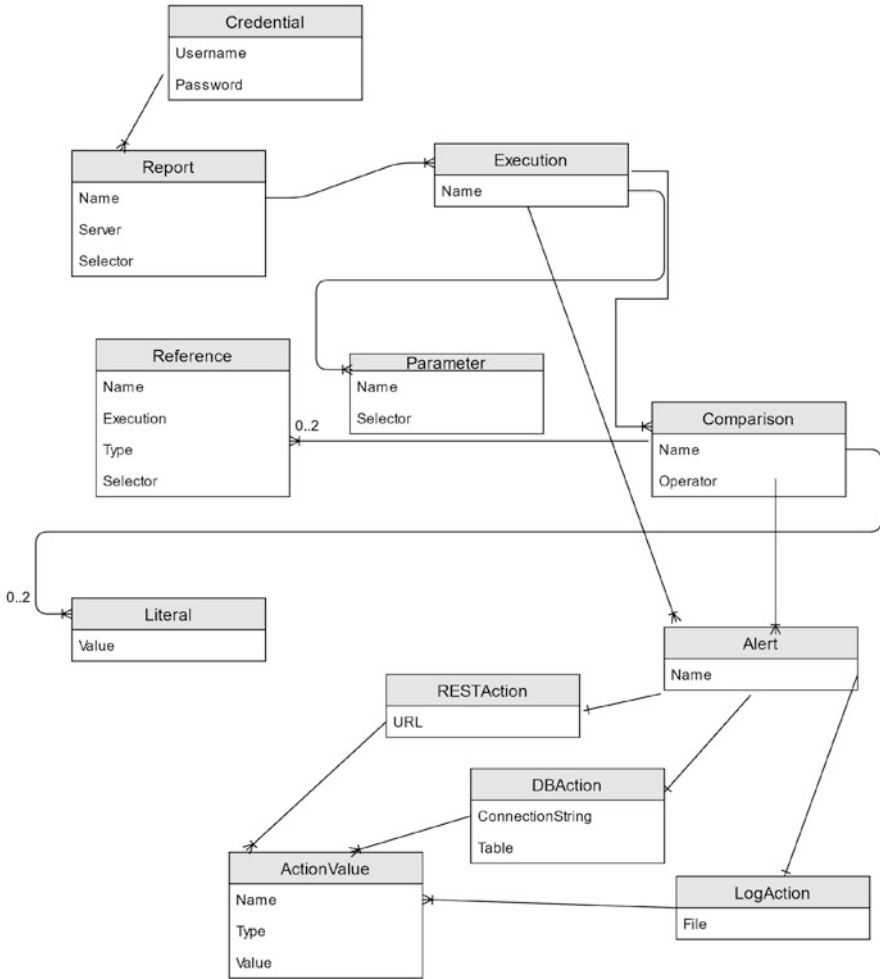 Credential
Username
Password
Report
Name
Server
Selector
Execution
Name
Reference
Name
Execution
Type
Selector
Parameter
Name
Selector
0..2
Comparison
Name
Operator
0..2
Literal
Value
Alert
Name
RESTAction
URL
DBAction
ConnectionString
Table
ActionValue
Name
Type
Value
LogAction
File